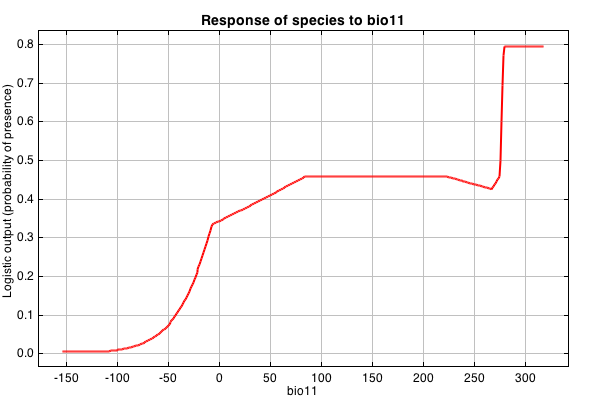 Response of species to bio11
Logistic output (probability of presence)
0.8
0.7
0.6
0.5
0.4
0.3
0.2
0.1
0.0
-150 -100 -50 0 50 100 150 200 250 300
bio11